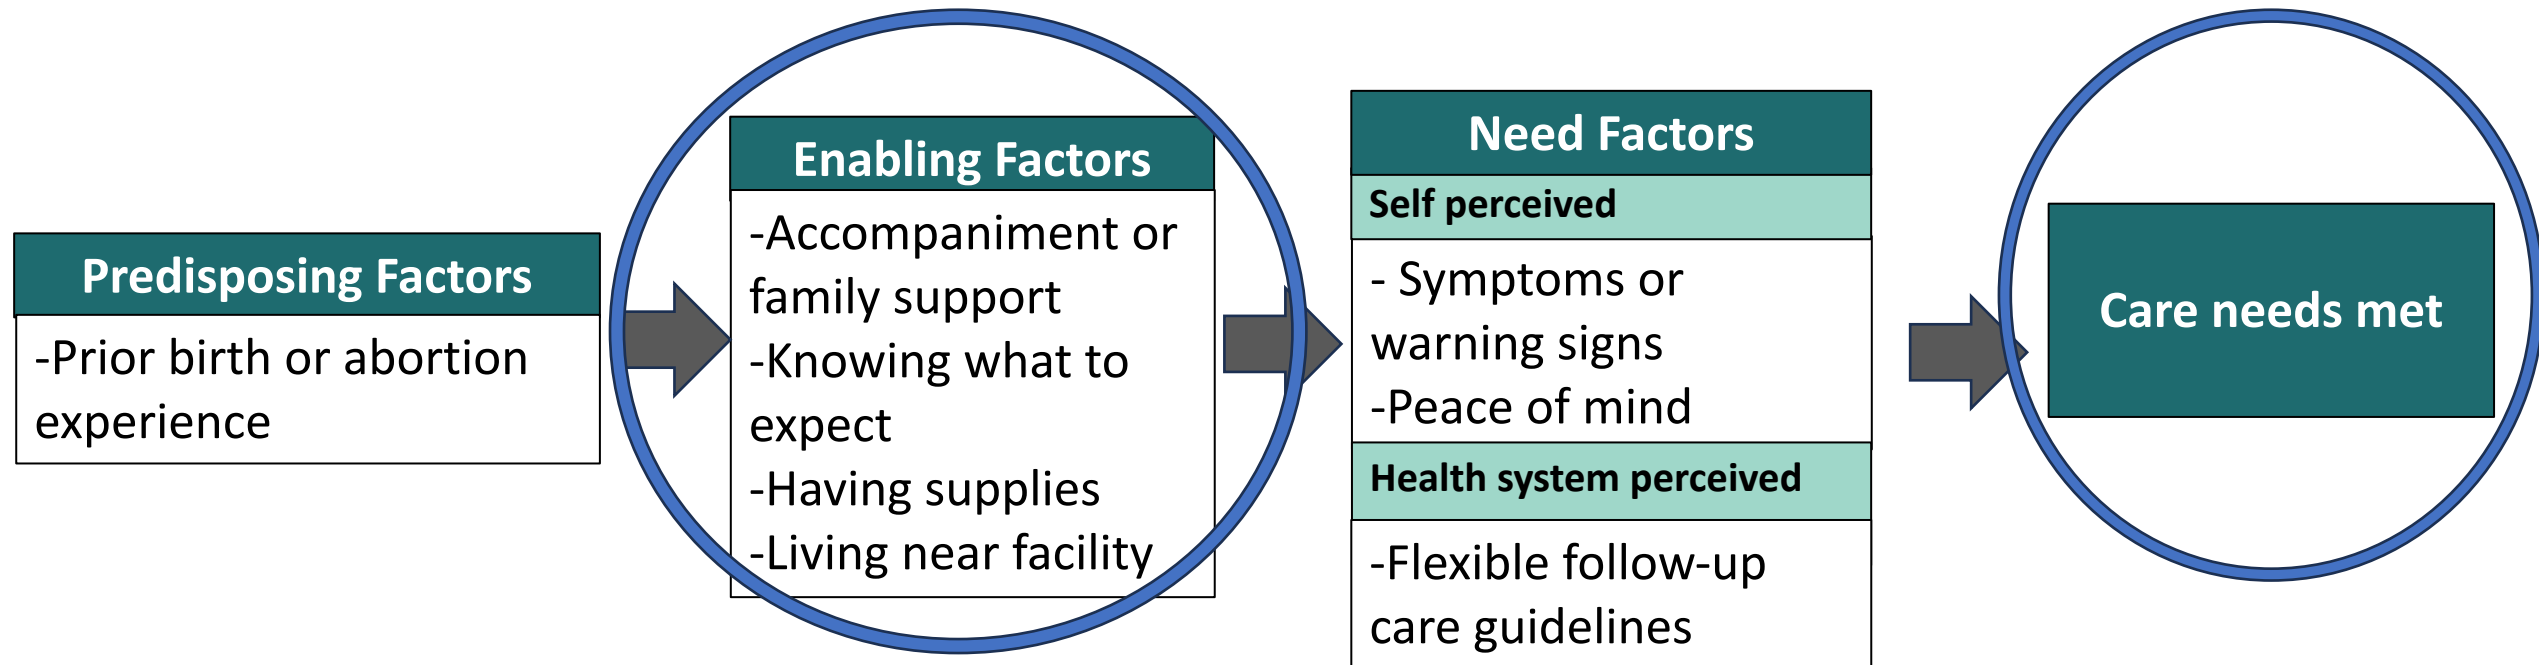 Predisposing Factors
-Prior birth or abortion
experience
Enabling Factors
-Accompaniment or
family support
-Knowing what to
expect
-Having supplies
-Living near facility
Need Factors
Self perceived
- Symptoms or
warning signs
-Peace of mind
Health system perceived
-Flexible follow-up
care guidelines
Care needs met